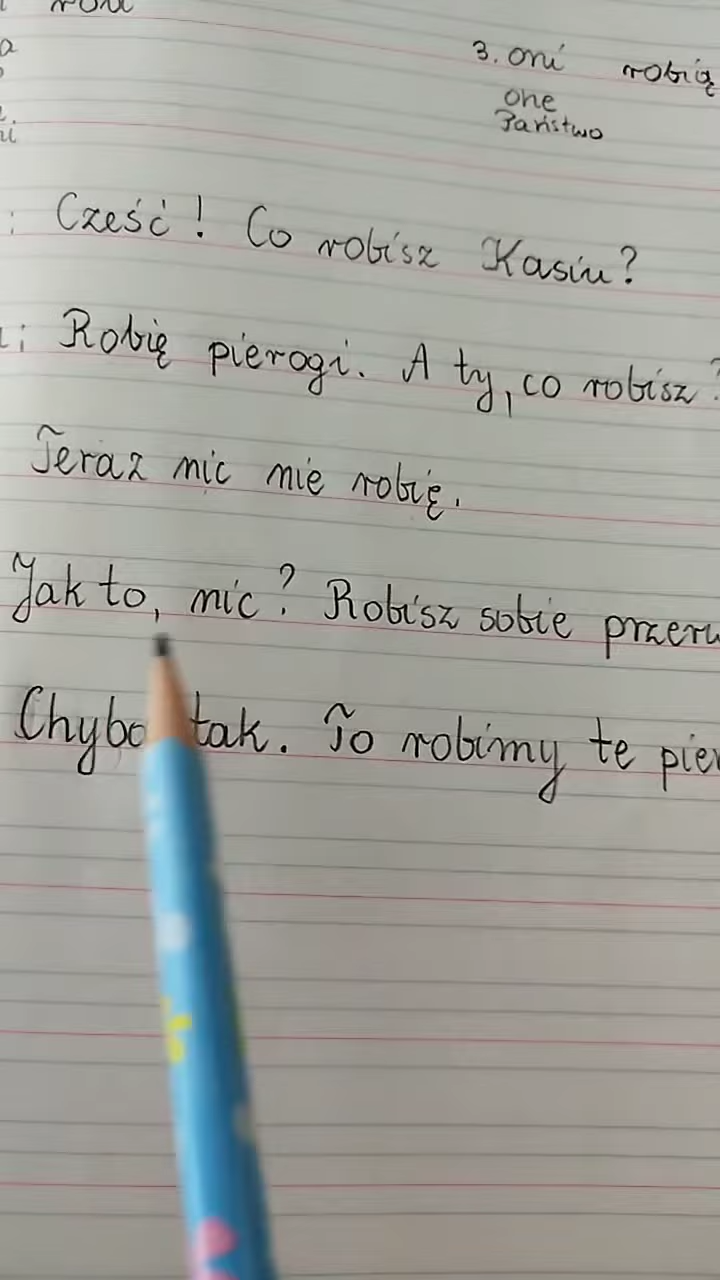 3. oni robią
one
Państwo
: Cześć! Co robisz Kasiu?
: Robię pierogi. A ty, co robisz?
Teraz nic nie robię.
Jak to, nic? Robisz sobie
Chyba tak. To robimy te